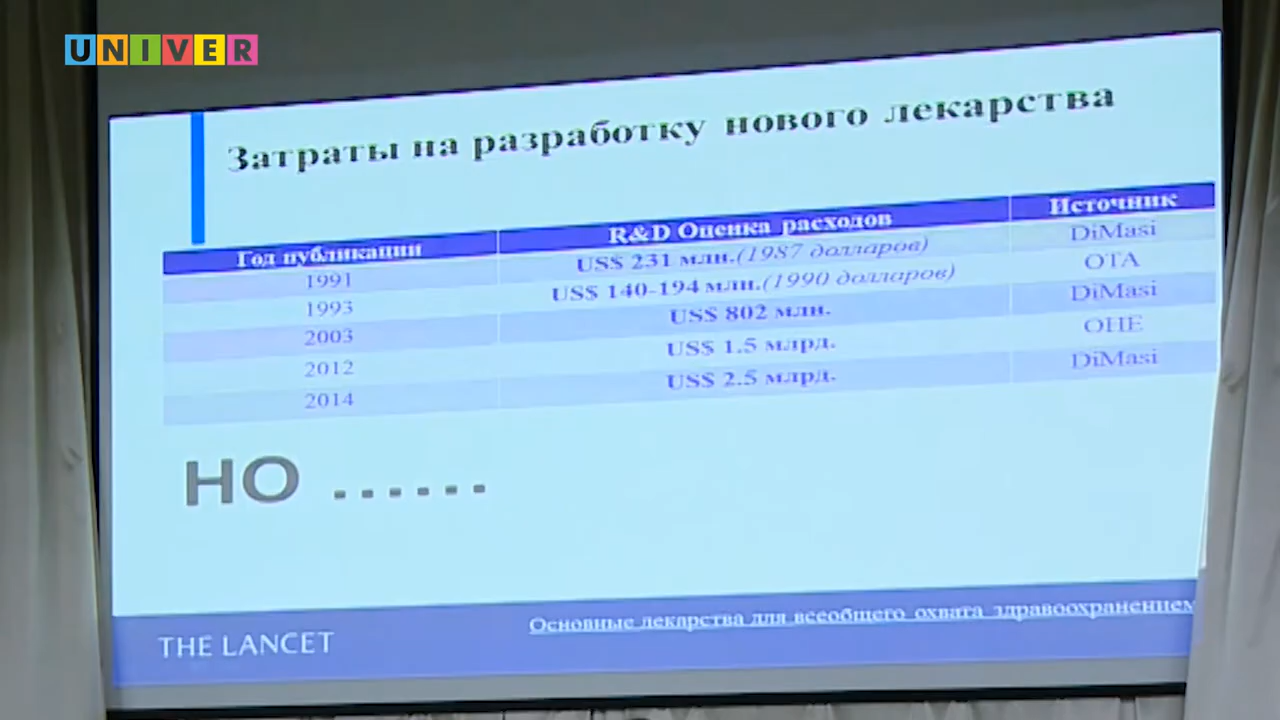 UNIVER
Затраты на разработку нового лекарства
Год публикации R&D Оценка расходов Источник
1991 US$ 231 млн.(1987 долларов) DiMasi
1993 US$ 140-194 млн.(1990 долларов) OTA
2003 US$ 802 млн. DiMasi
2012 US$ 1.5 млрд. OHE
2014 US$ 2.5 млрд. DiMasi
НО ......
THE LANCET
Основные лекарства для всеобщего охвата здравоохранением